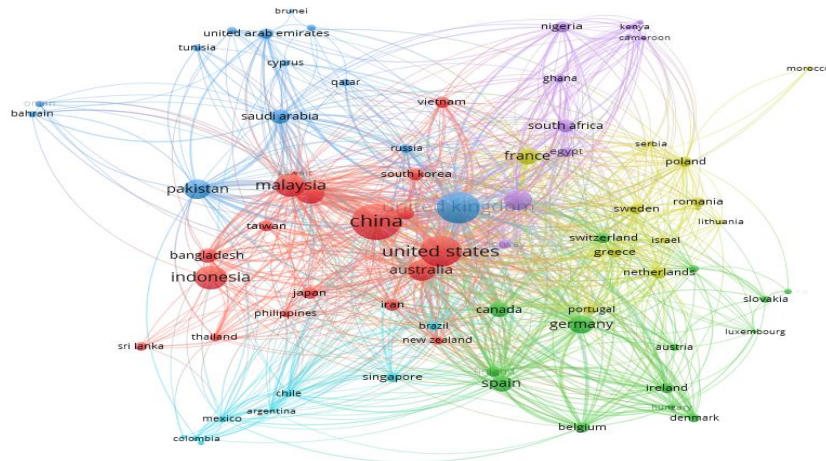 brunei
nigeria
kenya
united arab emirates
cameroon
tunisia
cyprus
morocco
qatar
ghana
vietnam
bahrain
saudi arabia
south africa
serbia
russia
egypt
france
poland
south korea
pakistan
malaysia
romania
united kingdom
sweden
lithuania
china
taiwan
switzerland
israel
united states
greece
bangladesh
australia
netherlands
indonesia
japan
slovakia
iran
canada
portugal
philippines
germany
brazil
luxembourg
thailand
new zealand
sri lanka
austria
singapore
spain
ireland
chile
hungary
argentina
mexico
denmark
belgium
colombia